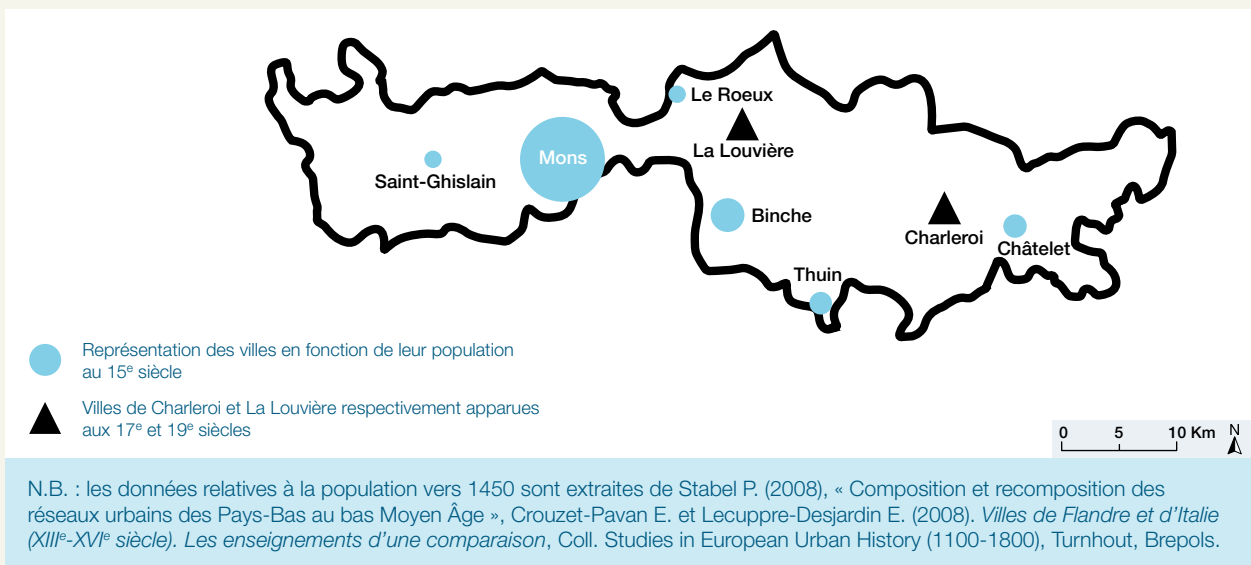 Le Roeux
La Louvière
Mons
Saint-Ghislain
Binche
Charleroi
Châtelet
Thuin
Représentation des villes en fonction de leur population
au 15e siècle
Villes de Charleroi et La Louvière respectivement apparues
aux 17e et 19e siècles
0 5 10 Km N
N.B. : les données relatives à la population vers 1450 sont extraites de Stabel P. (2008), « Composition et recomposition des
réseaux urbains des Pays-Bas au bas Moyen Âge », Crouzet-Pavan E. et Lecuppre-Desjardin E. (2008). Villes de Flandre et d’Italie
(XIIIe-XVIe siècle). Les enseignements d’une comparaison, Coll. Studies in European Urban History (1100-1800), Turnhout, Brepols.